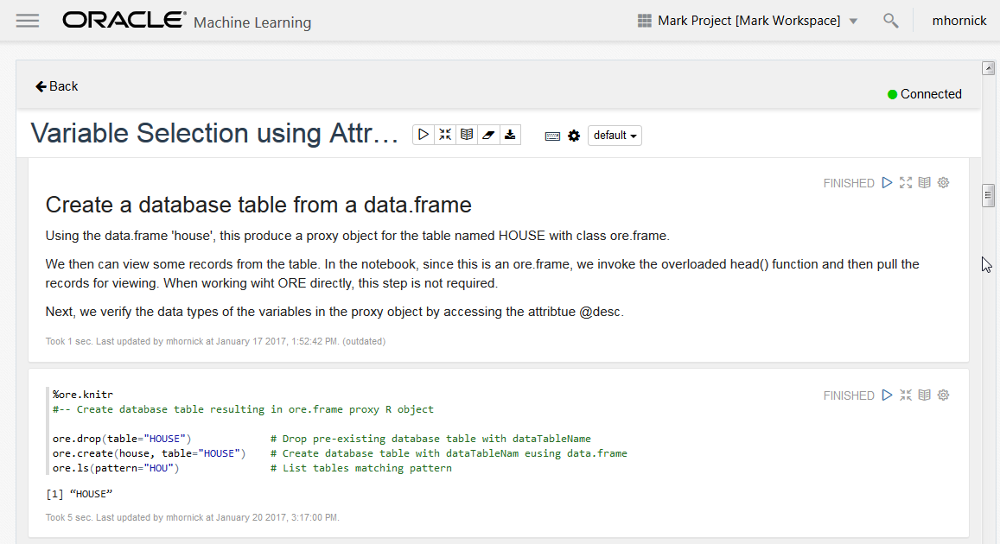 ORACLE® Machine Learning
Mark Project [Mark Workspace]
mhornick
Back
Connected
Variable Selection using Attr...
default
FINISHED
Create a database table from a data.frame
Using the data.frame 'house', this produce a proxy object for the table named HOUSE with class ore.frame.
We then can view some records from the table. In the notebook, since this is an ore.frame, we invoke the overloaded head() function and then pull the
records for viewing. When working wiht ORE directly, this step is not required.
Next, we verify the data types of the variables in the proxy object by accessing the attribtue @desc.
Took 1 sec. Last updated by mhornick at January 17 2017, 1:52:42 PM. (outdated)
%ore.knitr
FINISHED
#-- Create database table resulting in ore.frame proxy R object
ore.drop(table="HOUSE") # Drop pre-existing database table with dataTableName
ore.create(house, table="HOUSE") # Create database table with dataTableNam eusing data.frame
ore.ls(pattern="HOU") # List tables matching pattern
[1] “HOUSE”
Took 5 sec. Last updated by mhornick at January 20 2017, 3:17:00 PM.